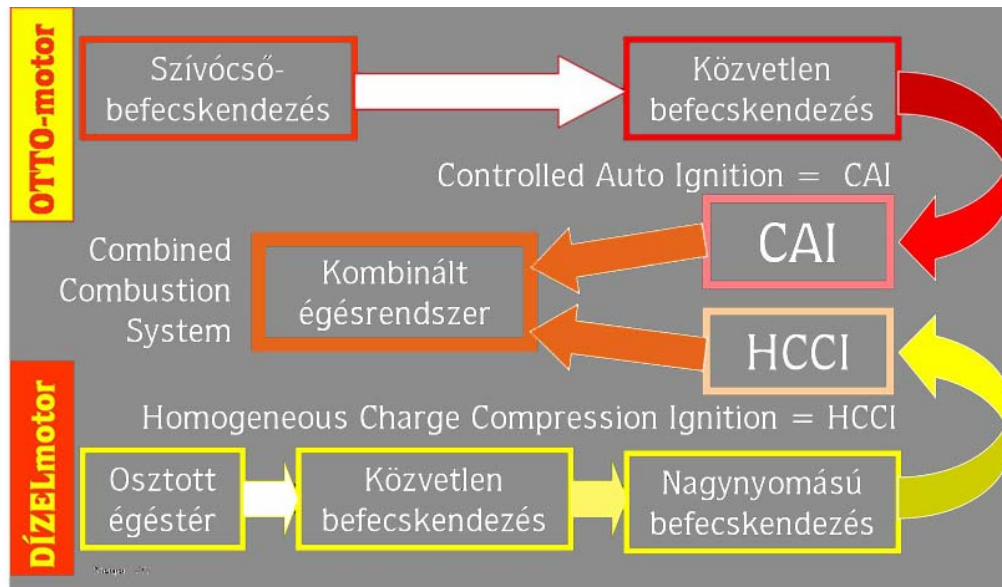 OTTO-motor
Szívócső-
befecskendezés
Közvetlen
befecskendezés
Controlled Auto Ignition = CAI
CAI
Combined
Combustion
System
Kombinált
égésrendszer
HCCI
Homogeneous Charge Compression Ignition = HCCI
DÍZELmotor
Osztott
égéstér
Közvetlen
befecskendezés
Nagynyomású
befecskendezés